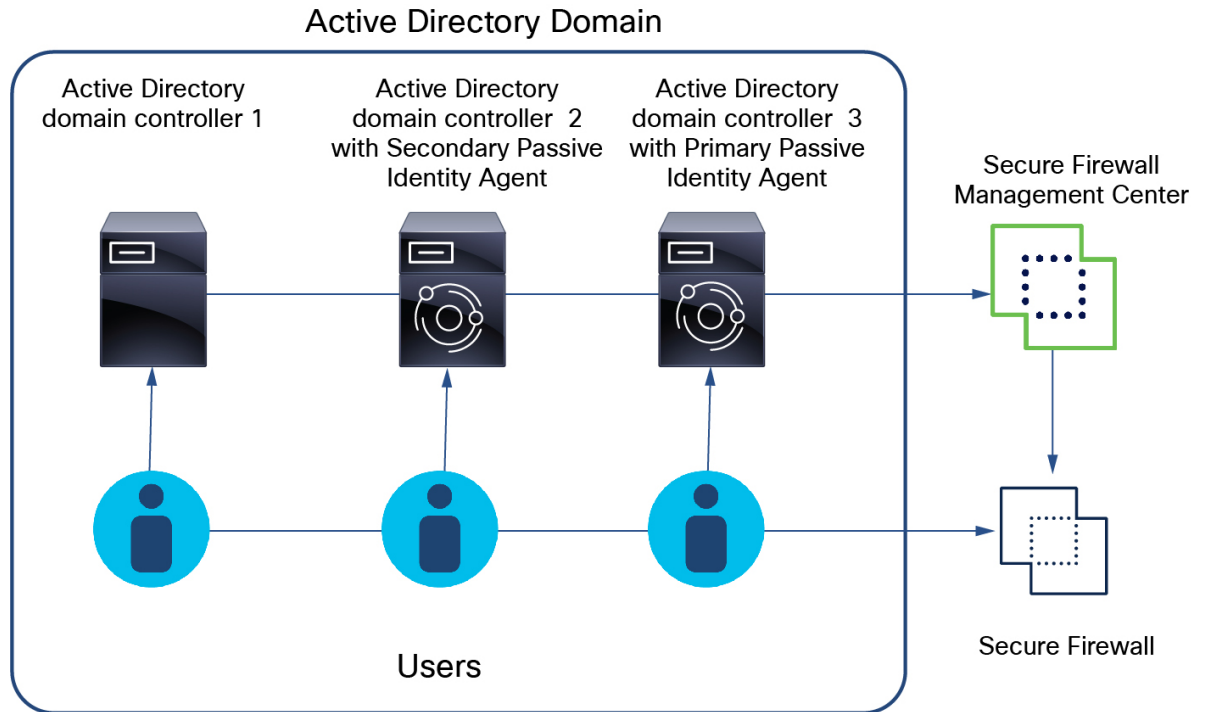 Active Directory Domain
Active Directory
domain controller 1
Active Directory
domain controller  2
with Secondary Passive
Identity Agent
Active Directory
domain controller  3
with Primary Passive
Identity Agent
Secure Firewall
Management Center
Secure Firewall
Users